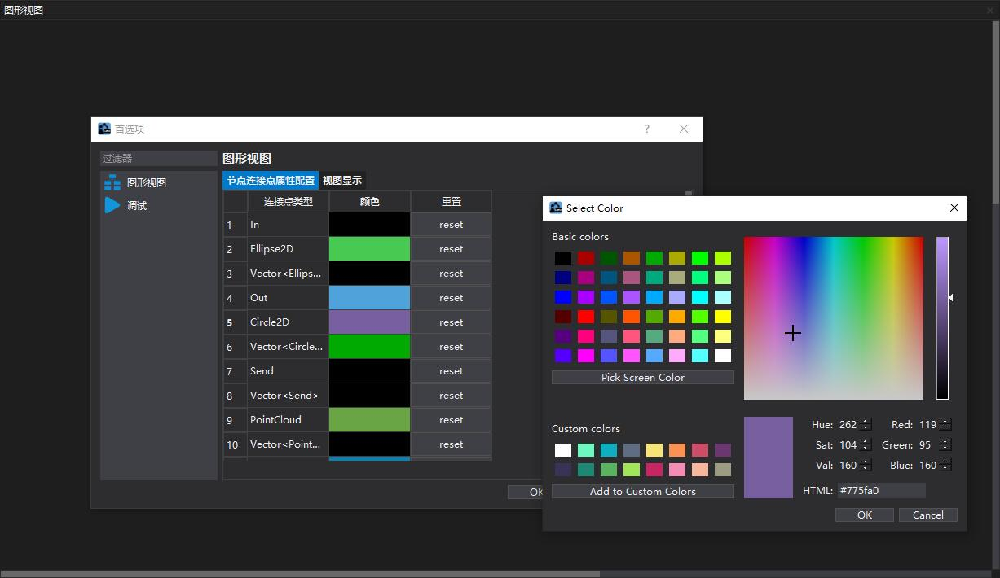 图形视图
首选项
过滤器
图形视图
调试
图形视图
节点连接点属性配置 视图显示
连接点类型 颜色 重置
1 In reset
2 Ellipse2D reset
3 Vector<Ellips... reset
4 Out reset
5 Circle2D reset
6 Vector<Circle... reset
7 Send reset
8 Vector<Send> reset
9 PointCloud reset
10 Vector<Point... reset
OK
Select Color
Basic colors
Pick Screen Color
Custom colors
Add to Custom Colors
Hue: 262 Red: 119
Sat: 104 Green: 95
Val: 160 Blue: 160
HTML: #775fa0
OK Cancel